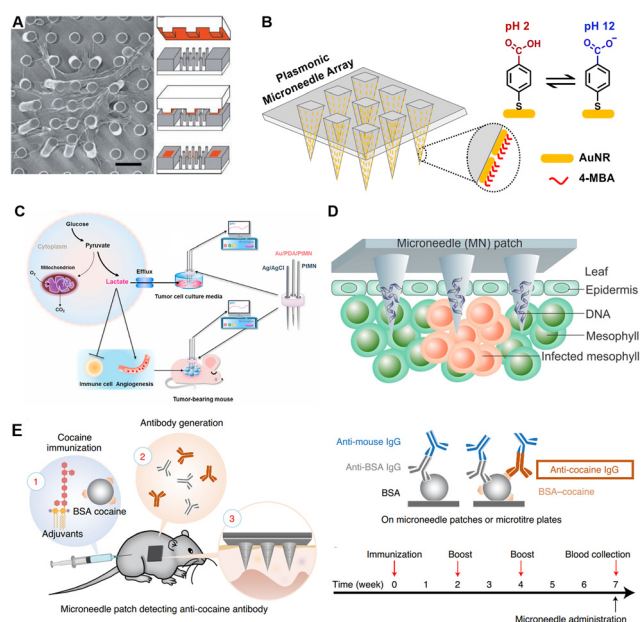 A
B
Plasmonic
Microneedle Array
pH 2
pH 12
O
C
OH
O
C
O⁻
S
S
AuNR
4-MBA
C
Glucose
Cytoplasm
Pyruvate
Mitochondrion
O₂
CO₂
Lactate
Efflux
Tumor cell culture media
Au/PDA/PtMN
Ag/AgCl
PtMN
Immune cell
Angiogenesis
Tumor-bearing mouse
D
Microneedle (MN) patch
Leaf
Epidermis
DNA
Mesophyll
Infected mesophyll
E
Cocaine
immunization
1
BSA cocaine
Adjuvants
Antibody generation
2
3
Microneedle patch detecting anti-cocaine antibody
Anti-mouse IgG
Anti-BSA IgG
BSA
Anti-cocaine IgG
BSA–cocaine
On microneedle patches or microtitre plates
Immunization
Boost
Boost
Blood collection
Time (week)
0
1
2
3
4
5
6
7
Microneedle administration